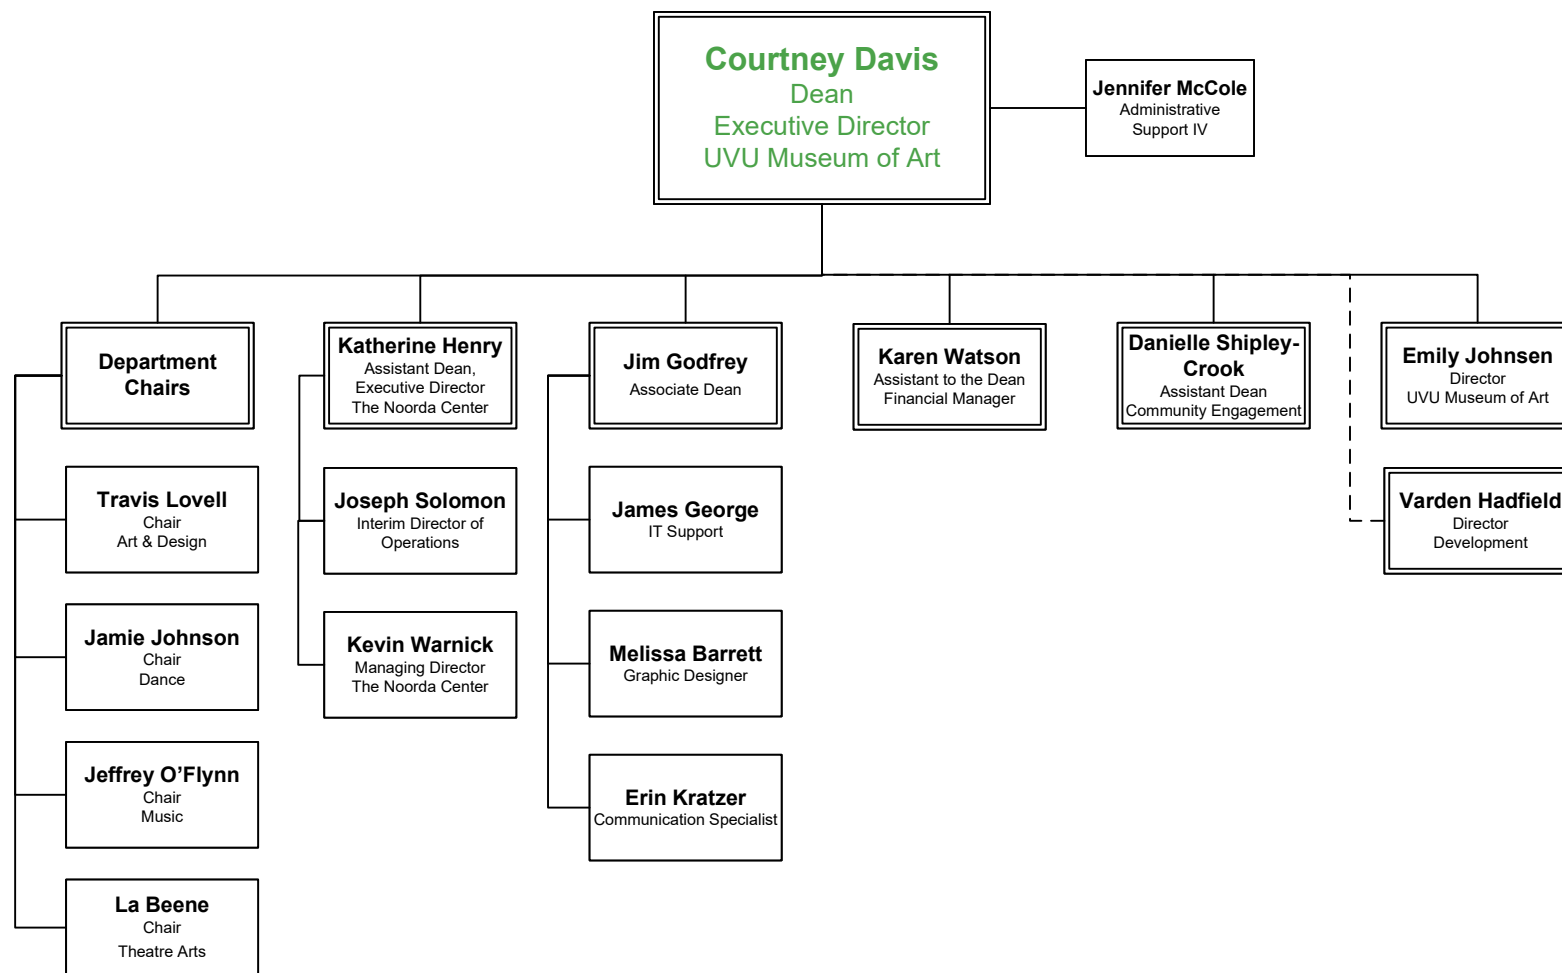 Courtney Davis
Dean
Executive Director
UVU Museum of Art
Jennifer McCole
Administrative
Support IV
Department
Chairs
Katherine Henry
Assistant Dean,
Executive Director
The Noorda Center
Jim Godfrey
Associate Dean
Karen Watson
Assistant to the Dean
Financial Manager
Danielle Shipley-
Crook
Assistant Dean
Community Engagement
Emily Johnsen
Director
UVU Museum of Art
Travis Lovell
Chair
Art & Design
Joseph Solomon
Interim Director of
Operations
James George
IT Support
Varden Hadfield
Director
Development
Jamie Johnson
Chair
Dance
Kevin Warnick
Managing Director
The Noorda Center
Melissa Barrett
Graphic Designer
Jeffrey O’Flynn
Chair
Music
Erin Kratzer
Communication Specialist
La Beene
Chair
Theatre Arts